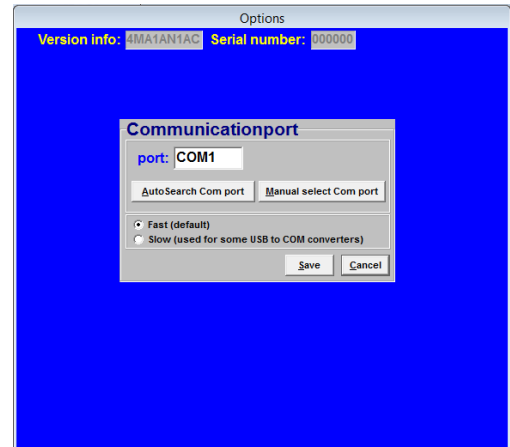 Options
Version info: 4MA1AN1AC Serial number: 000000
Communicationport
port: COM1
AutoSearch Com port Manual select Com port
Fast (default)
Slow (used for some USB to COM converters)
Save Cancel